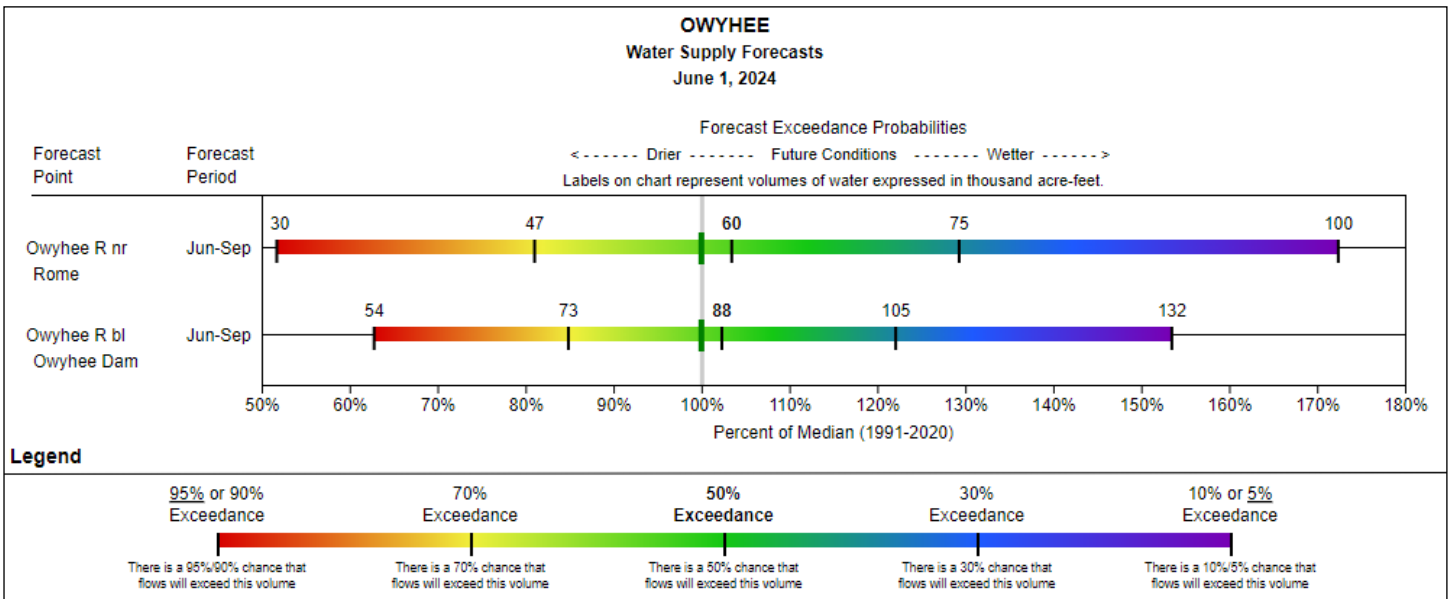 OWYHEE
Water Supply Forecasts
June 1, 2024
Forecast Exceedance Probabilities
Forecast Point
Forecast Period
< - - - - - - Drier - - - - - - - Future Conditions - - - - - - - Wetter - - - - - - >
Labels on chart represent volumes of water expressed in thousand acre-feet.
30 47 60 75 100
Owyhee R nr Rome
Jun-Sep
54 73 88 105 132
Owyhee R bl Owyhee Dam
Jun-Sep
50% 60% 70% 80% 90% 100% 110% 120% 130% 140% 150% 160% 170% 180%
Percent of Median (1991-2020)
Legend
95% or 90% Exceedance
There is a 95%/90% chance that
flows will exceed this volume
70% Exceedance
There is a 70% chance that
flows will exceed this volume
50% Exceedance
There is a 50% chance that
flows will exceed this volume
30% Exceedance
There is a 30% chance that
flows will exceed this volume
10% or 5% Exceedance
There is a 10%/5% chance that
flows will exceed this volume